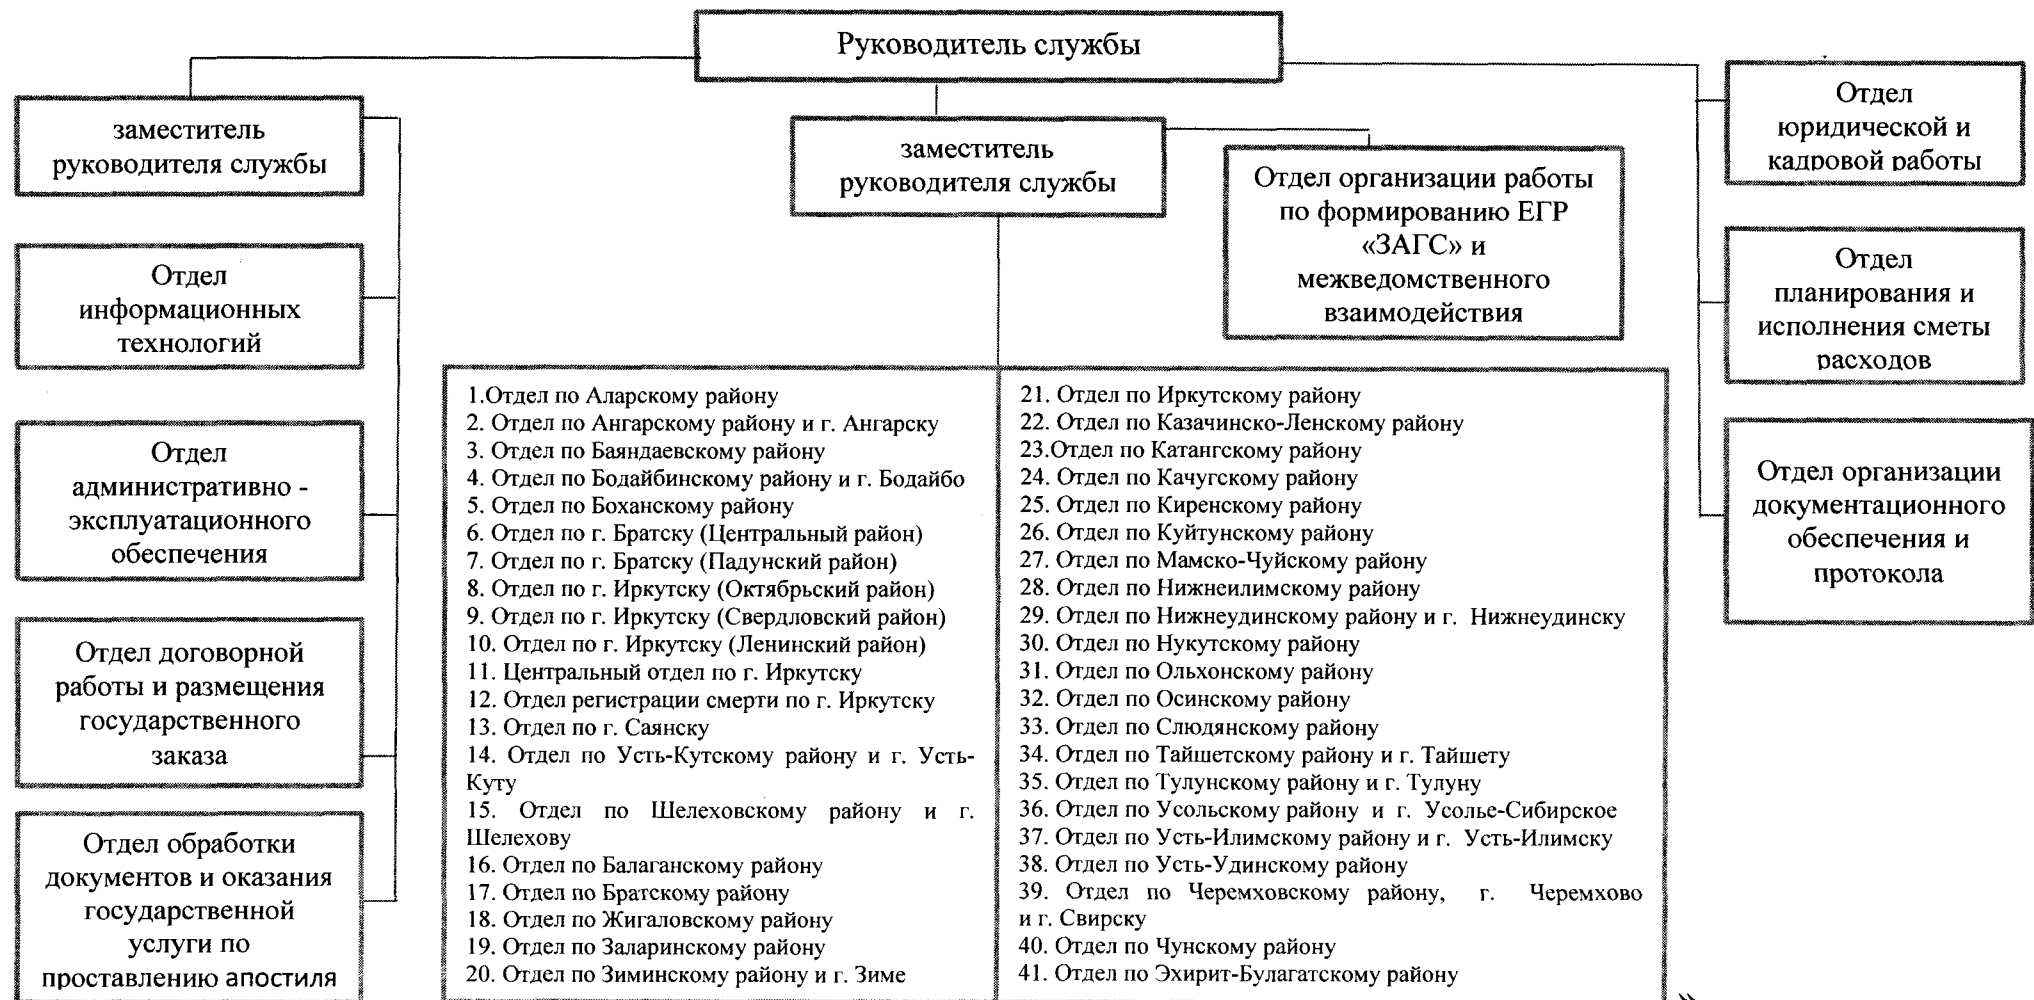 Руководитель службы
заместитель
руководителя службы
Отдел
информационных
технологий
Отдел
административно -
эксплуатационного
обеспечения
Отдел договорной
работы и размещения
государственного
заказа
Отдел обработки
документов и оказания
государственной
услуги по
проставлению апостиля
заместитель
руководителя службы
Отдел организации работы
по формированию ЕГР
«ЗАГС» и
межведомственного
взаимодействия
1.Отдел по Аларскому району
2. Отдел по Ангарскому району и г. Ангарску
3. Отдел по Баяндаевскому району
4. Отдел по Бодайбинскому району и г. Бодайбо
5. Отдел по Боханскому району
6. Отдел по г. Братску (Центральный район)
7. Отдел по г. Братску (Падунский район)
8. Отдел по г. Иркутску (Октябрьский район)
9. Отдел по г. Иркутску (Свердловский район)
10. Отдел по г. Иркутску (Ленинский район)
11. Центральный отдел по г. Иркутску
12. Отдел регистрации смерти по г. Иркутску
13. Отдел по г. Саянску
14. Отдел по Усть-Кутскому району и г. Усть-
Куту
15. Отдел по Шелеховскому району и г.
Шелехову
16. Отдел по Балаганскому району
17. Отдел по Братскому району
18. Отдел по Жигаловскому району
19. Отдел по Заларинскому району
20. Отдел по Зиминскому району и г. Зиме
21. Отдел по Иркутскому району
22. Отдел по Казачинско-Ленскому району
23.Отдел по Катангскому району
24. Отдел по Качугскому району
25. Отдел по Киренскому району
26. Отдел по Куйтунскому району
27. Отдел по Мамско-Чуйскому району
28. Отдел по Нижнеилимскому району
29. Отдел по Нижнеудинскому району и г. Нижнеудинску
30. Отдел по Нукутскому району
31. Отдел по Ольхонскому району
32. Отдел по Осинскому району
33. Отдел по Слюдянскому району
34. Отдел по Тайшетскому району и г. Тайшету
35. Отдел по Тулунскому району и г. Тулуну
36. Отдел по Усольскому району и г. Усолье-Сибирское
37. Отдел по Усть-Илимскому району и г. Усть-Илимску
38. Отдел по Усть-Удинскому району
39. Отдел по Черемховскому району, г. Черемхово
и г. Свирску
40. Отдел по Чунскому району
41. Отдел по Эхирит-Булагатскому району
Отдел
юридической и
кадровой работы
Отдел
планирования и
исполнения сметы
расходов
Отдел организации
документационного
обеспечения и
протокола
»